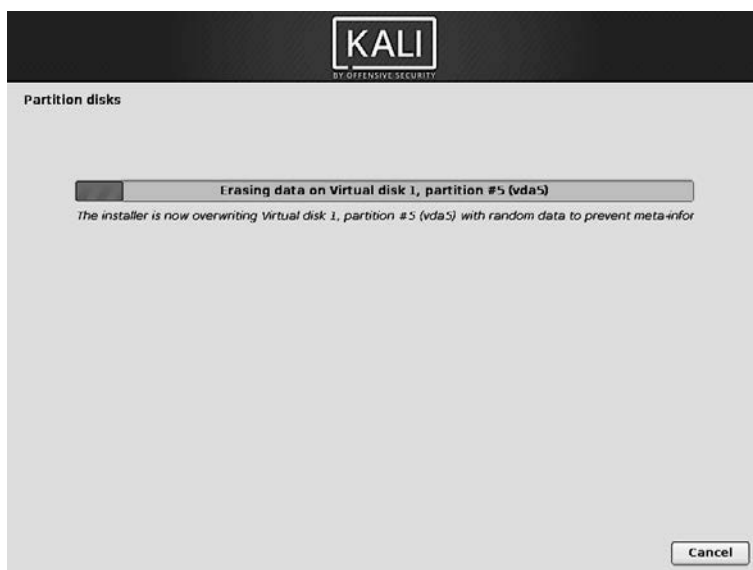 KALI
BY OFFENSIVE SECURITY
Partition disks
Erasing data on Virtual disk 1, partition #5 (vda5)
The installer is now overwriting Virtual disk 1, partition #5 (vda5) with random data to prevent meta-infor
Cancel